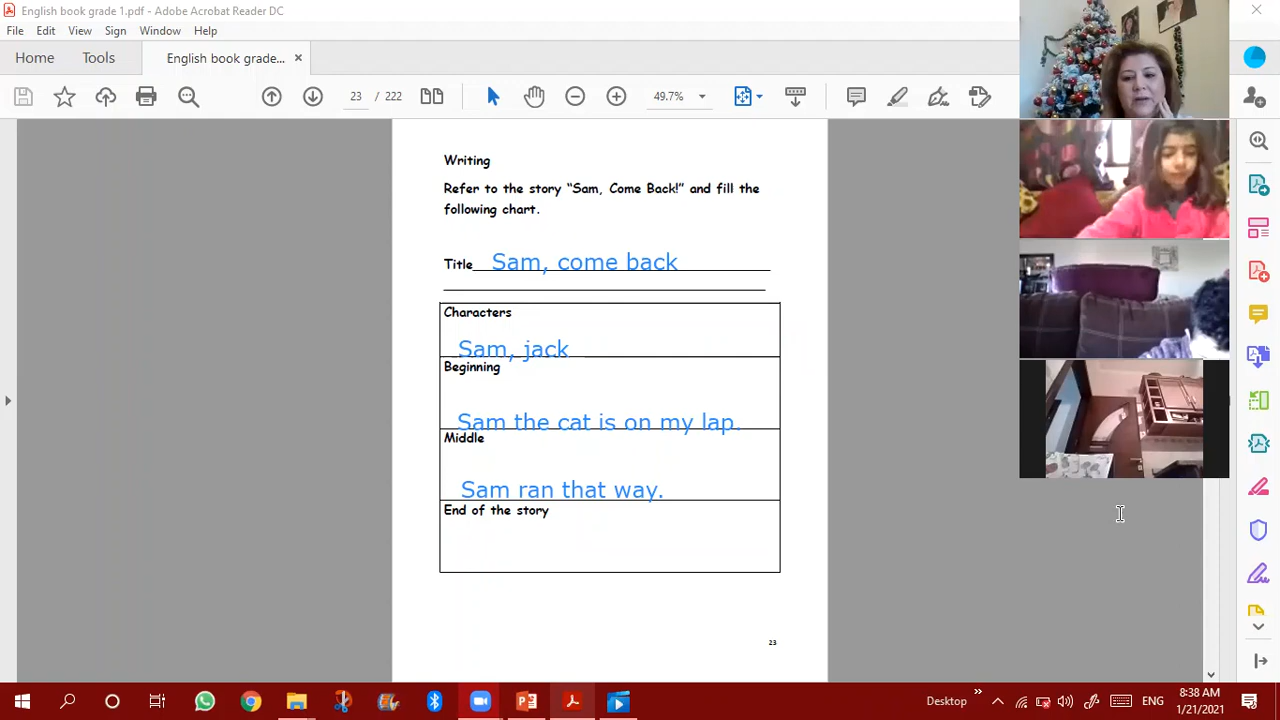 English book grade 1.pdf - Adobe Acrobat Reader DC
File Edit View Sign Window Help
Home Tools English book grade... ×
23 / 222 49.7%
Writing
Refer to the story “Sam, Come Back!” and fill the
following chart.
Title Sam, come back
Characters
Sam, jack
Beginning
Sam the cat is on my lap.
Middle
Sam ran that way.
End of the story
23
Desktop » ENG 8:38 AM
1/21/2021